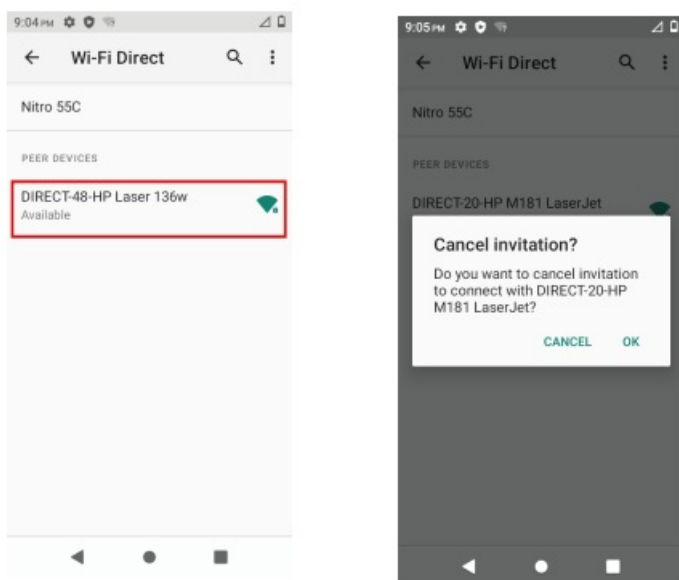 9:04 PM
Wi-Fi Direct
Nitro 55C
PEER DEVICES
DIRECT-48-HP Laser 136w
Available
9:05 PM
Wi-Fi Direct
Nitro 55C
PEER DEVICES
DIRECT-20-HP M181 LaserJet
Cancel invitation?
Do you want to cancel invitation
to connect with DIRECT-20-HP
M181 LaserJet?
CANCEL OK